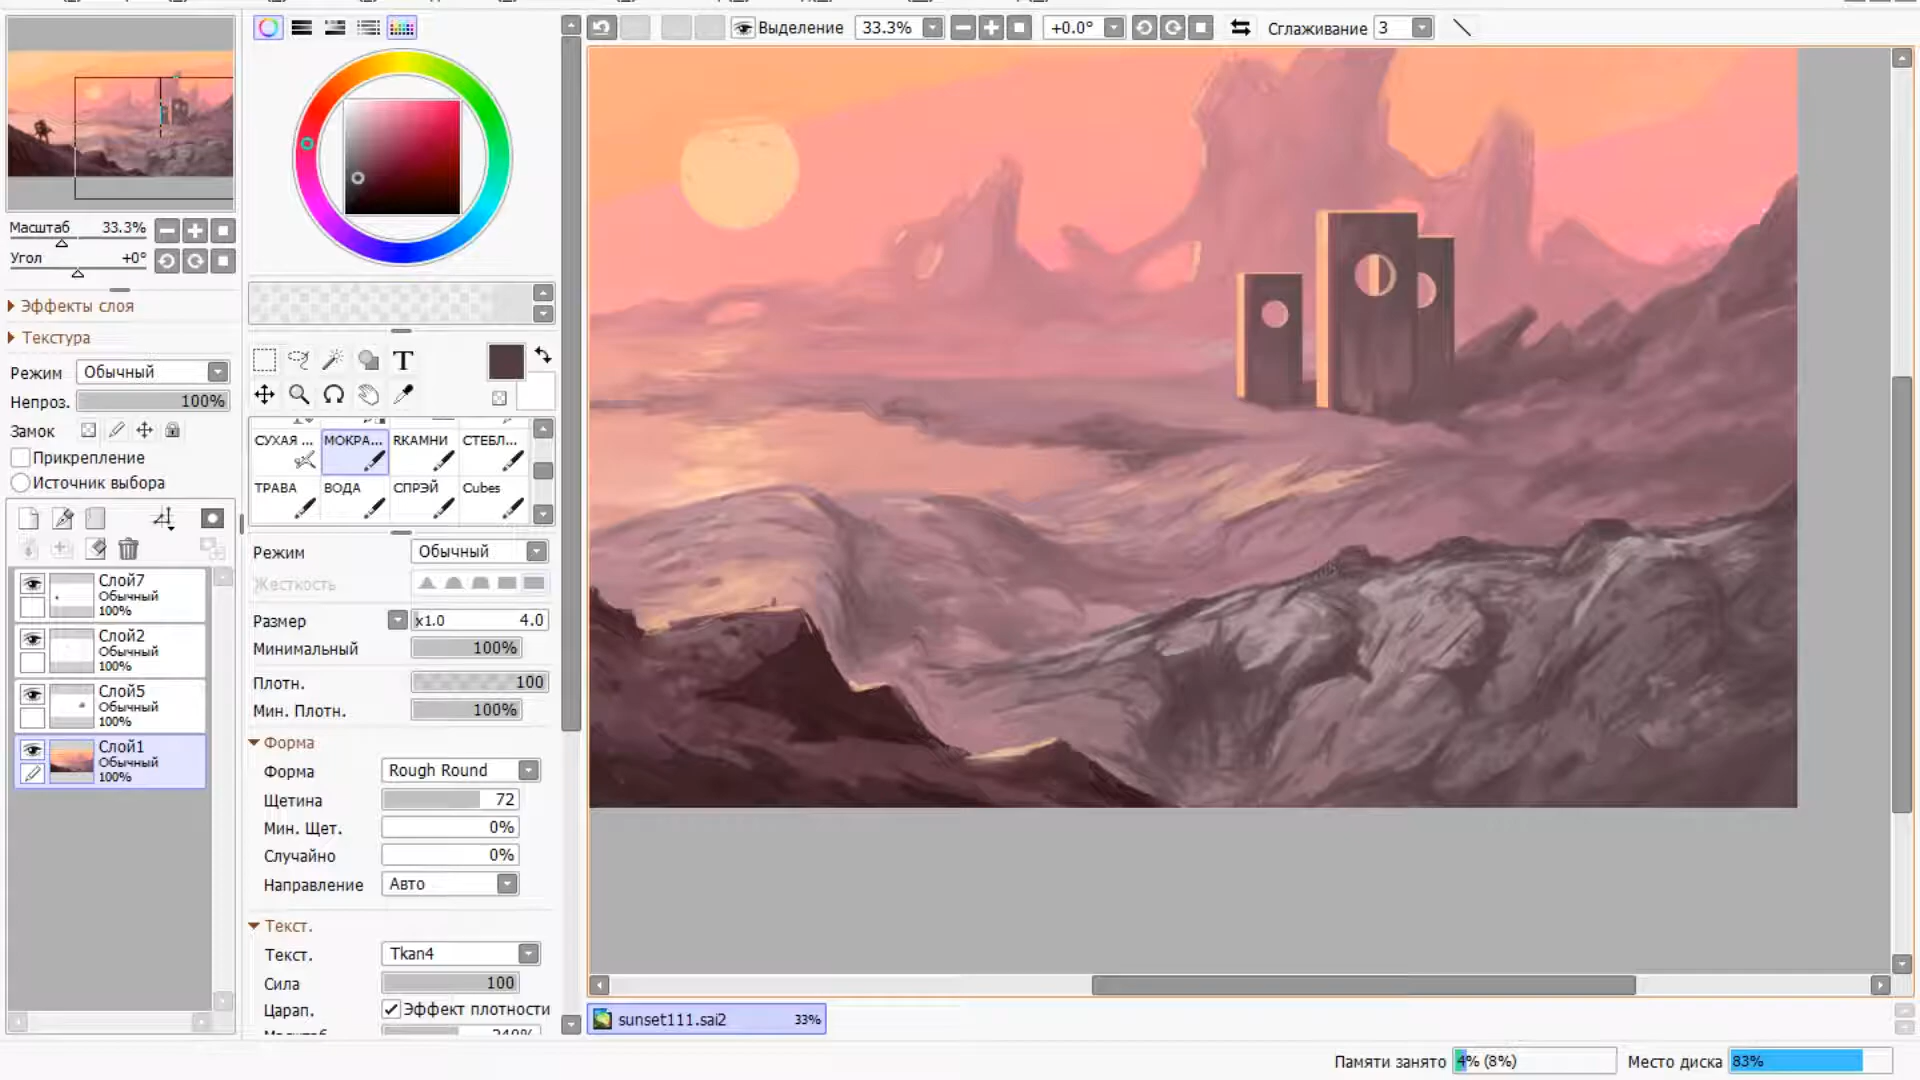 Выделение 33.3% +0.0° Сглаживание 3
Масштаб 33.3%
Угол +0°
Эффекты слоя
Текстура
Режим Обычный
Непроз. 100%
Замок
Прикрепление
Источник выбора
Слой7
Обычный
100%
Слой2
Обычный
100%
Слой5
Обычный
100%
Слой1
Обычный
100%
T
СУХАЯ ... МОКРА... RКАМНИ СТЕБЛ...
ТРАВА ВОДА СПРЭЙ Cubes
Режим Обычный
Жесткость
Размер x1.0 4.0
Минимальный 100%
Плотн. 100
Мин. Плотн. 100%
Форма
Форма Rough Round
Щетина 72
Мин. Щет. 0%
Случайно 0%
Направление Авто
Текст.
Текст. Tkan4
Сила 100
Царап. Эффект плотности
sunset111.sai2 33%
Памяти занято 4% (8%) Место диска 83%